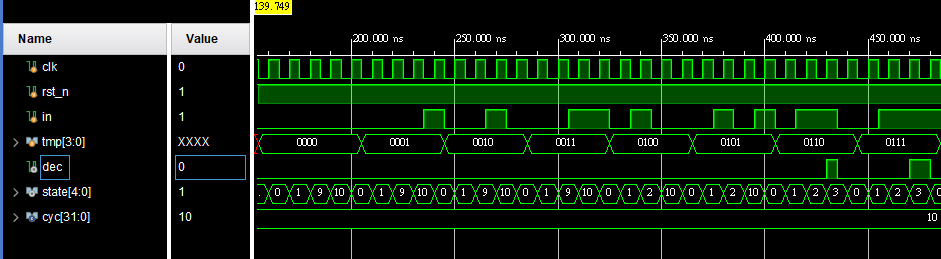 139.749
Name Value 200.000 ns 250.000 ns 300.000 ns 350.000 ns 400.000 ns 450.000 ns
clk 0
rst_n 1
in 1
tmp[3:0] XXXX 0000 0001 0010 0011 0100 0101 0110 0111
dec 0
state[4:0] 1 0 1 9 10 0 1 9 10 0 1 9 10 0 1 9 10 0 1 2 10 0 1 2 10 0 1 2 3 0 1 2 3
cyc[31:0] 10 10